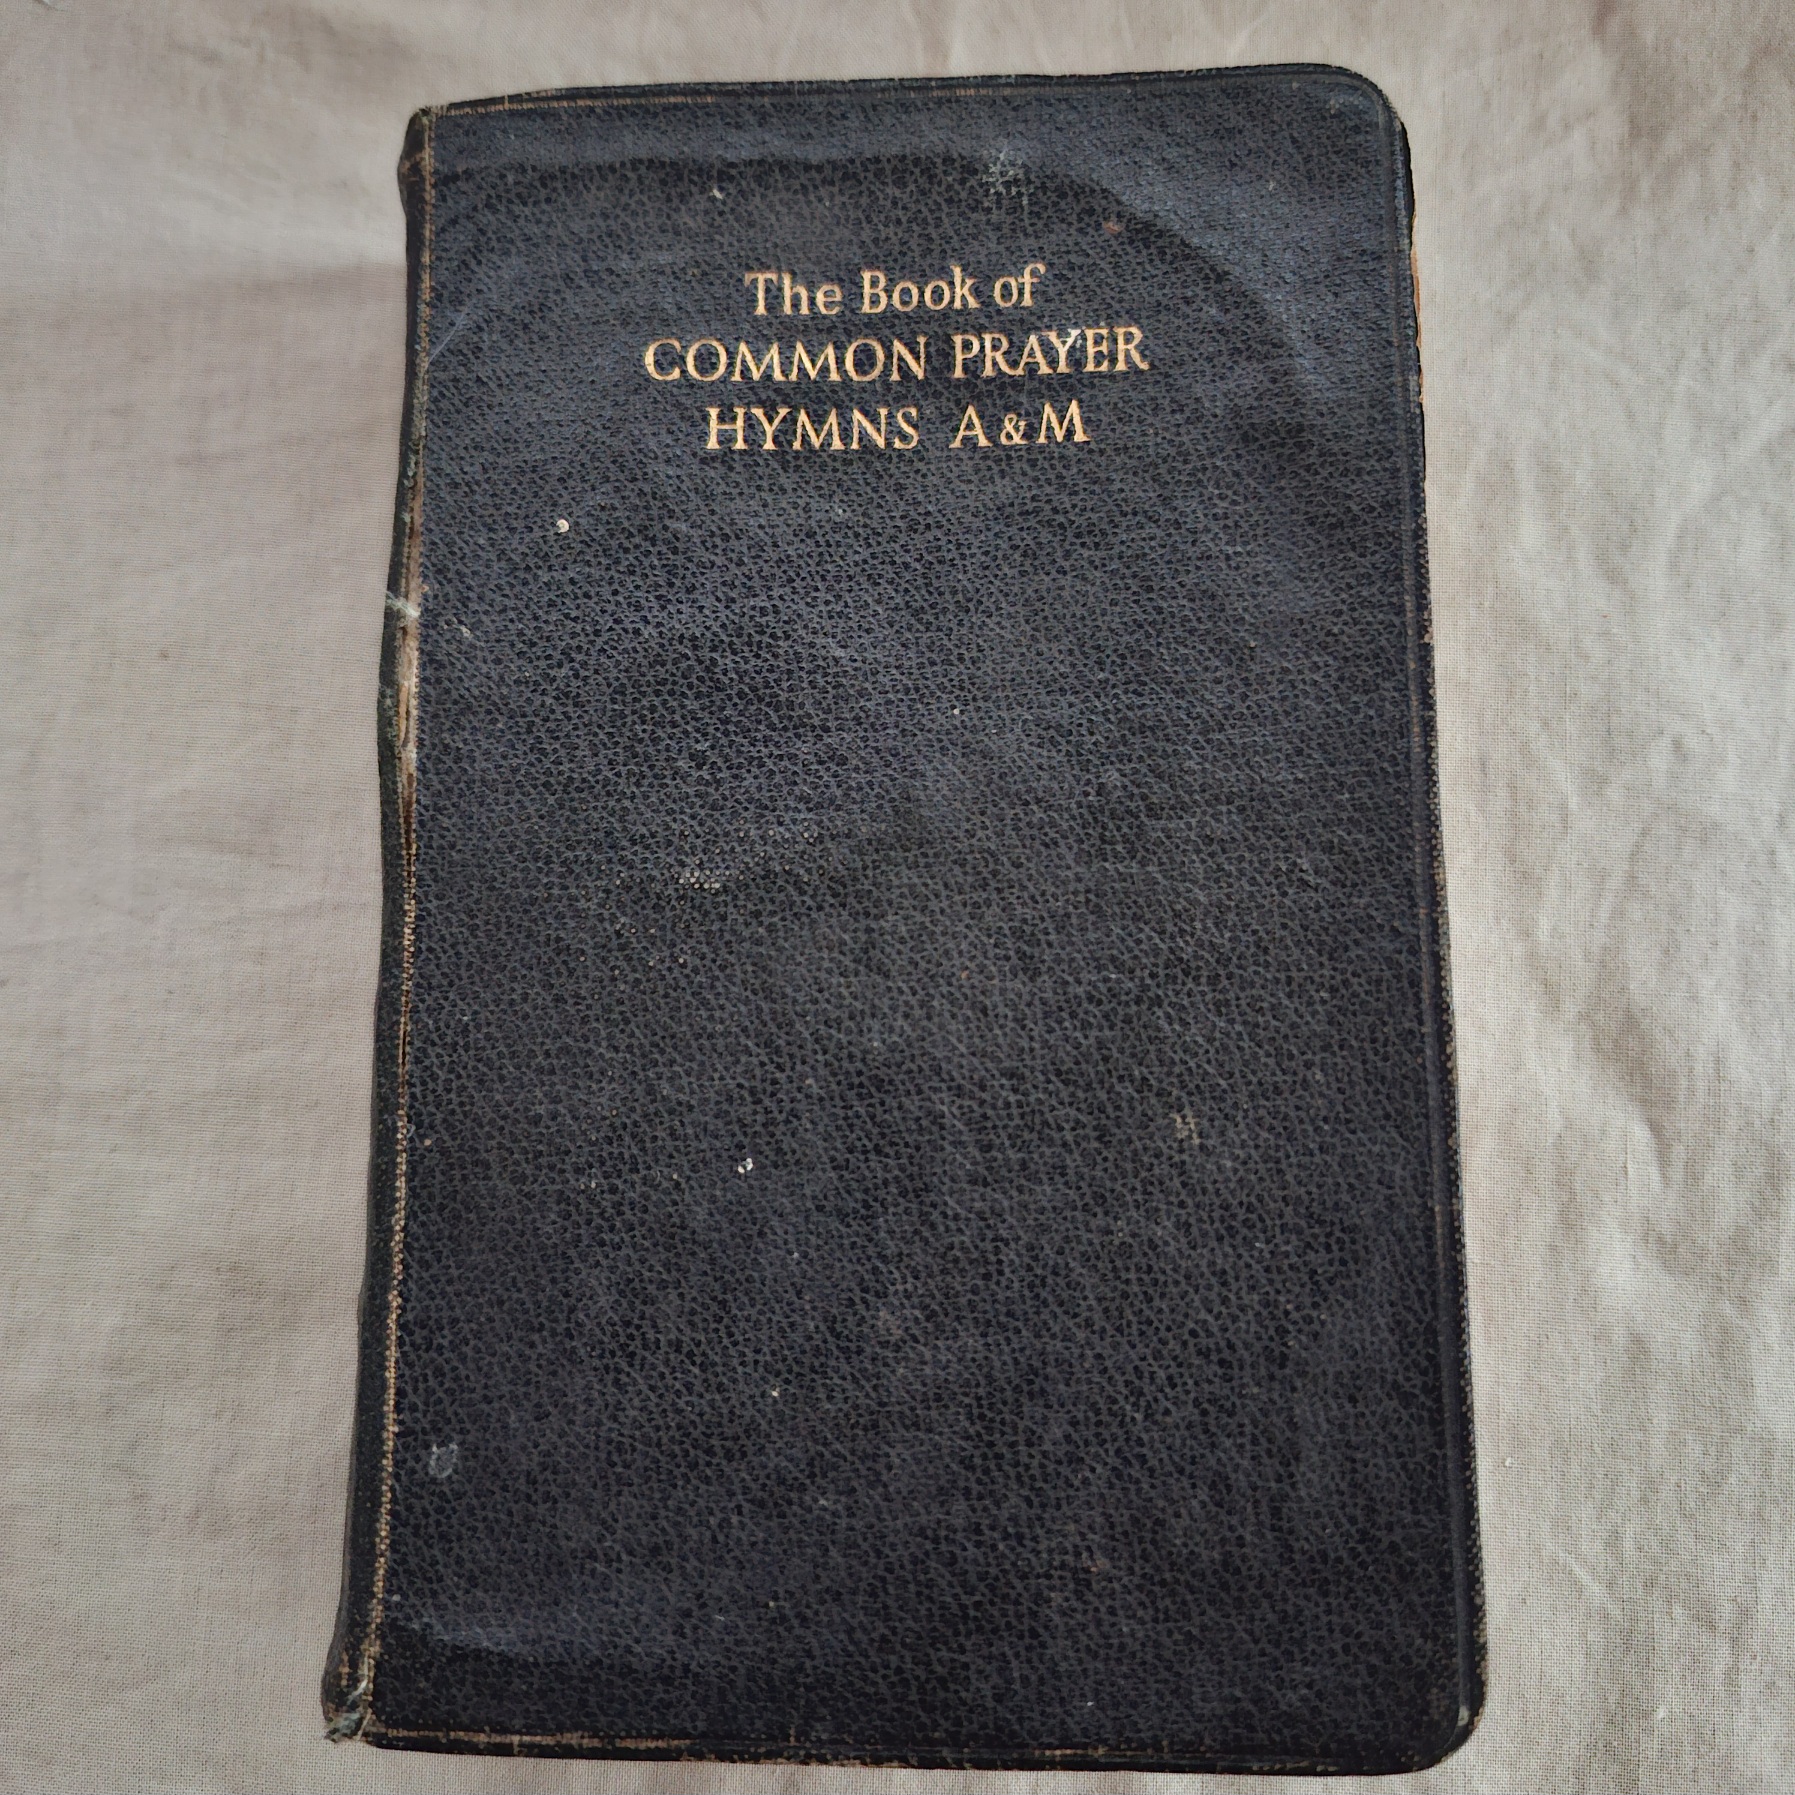 The Book of
COMMON PRAYER
HYMNS A&M